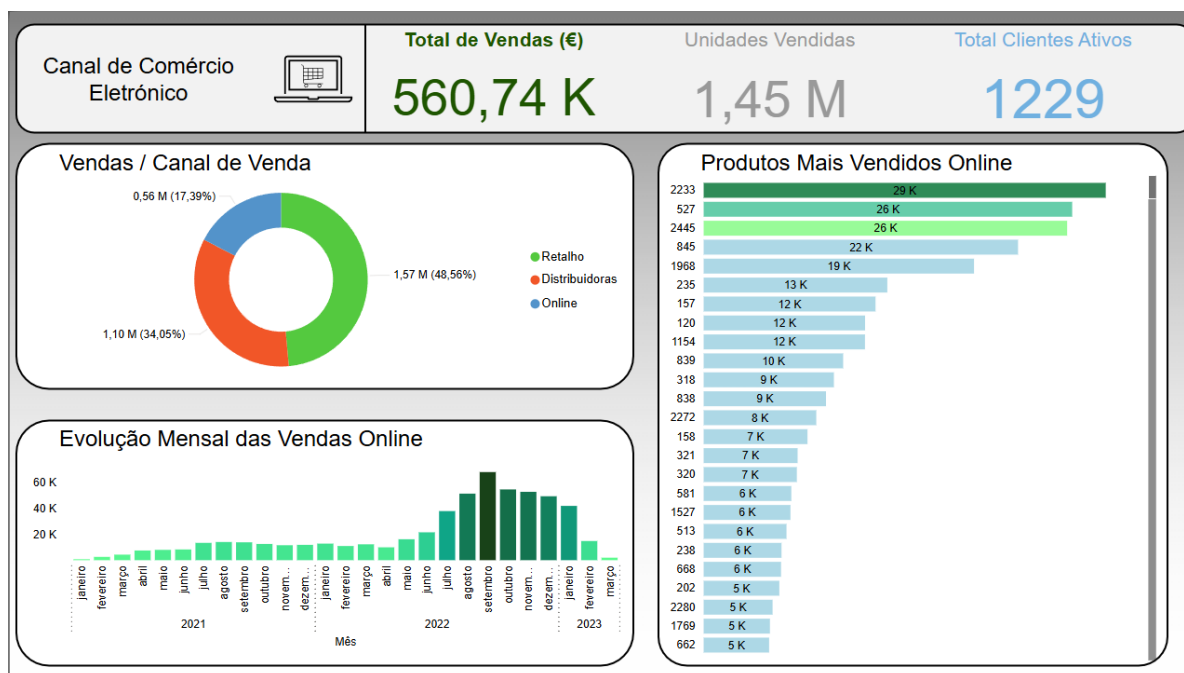 Canal de Comércio
Eletrónico
Total de Vendas (€)
560,74 K
Unidades Vendidas
1,45 M
Total Clientes Ativos
1229
Vendas / Canal de Venda
0,56 M (17,39%)
1,57 M (48,56%)
1,10 M (34,05%)
Retalho
Distribuidoras
Online
Evolução Mensal das Vendas Online
60 K
40 K
20 K
janeiro
fevereiro
março
abril
maio
junho
julho
agosto
setembro
outubro
novem...
dezem...
janeiro
fevereiro
março
abril
maio
junho
julho
agosto
setembro
outubro
novem...
dezem...
janeiro
fevereiro
março
2021
2022
2023
Mês
Produtos Mais Vendidos Online
2233 29 K
527 26 K
2445 26 K
845 22 K
1968 19 K
235 13 K
157 12 K
120 12 K
1154 12 K
839 10 K
318 9 K
838 9 K
2272 8 K
158 7 K
321 7 K
320 7 K
581 6 K
1527 6 K
513 6 K
238 6 K
668 6 K
202 5 K
2280 5 K
1769 5 K
662 5 K